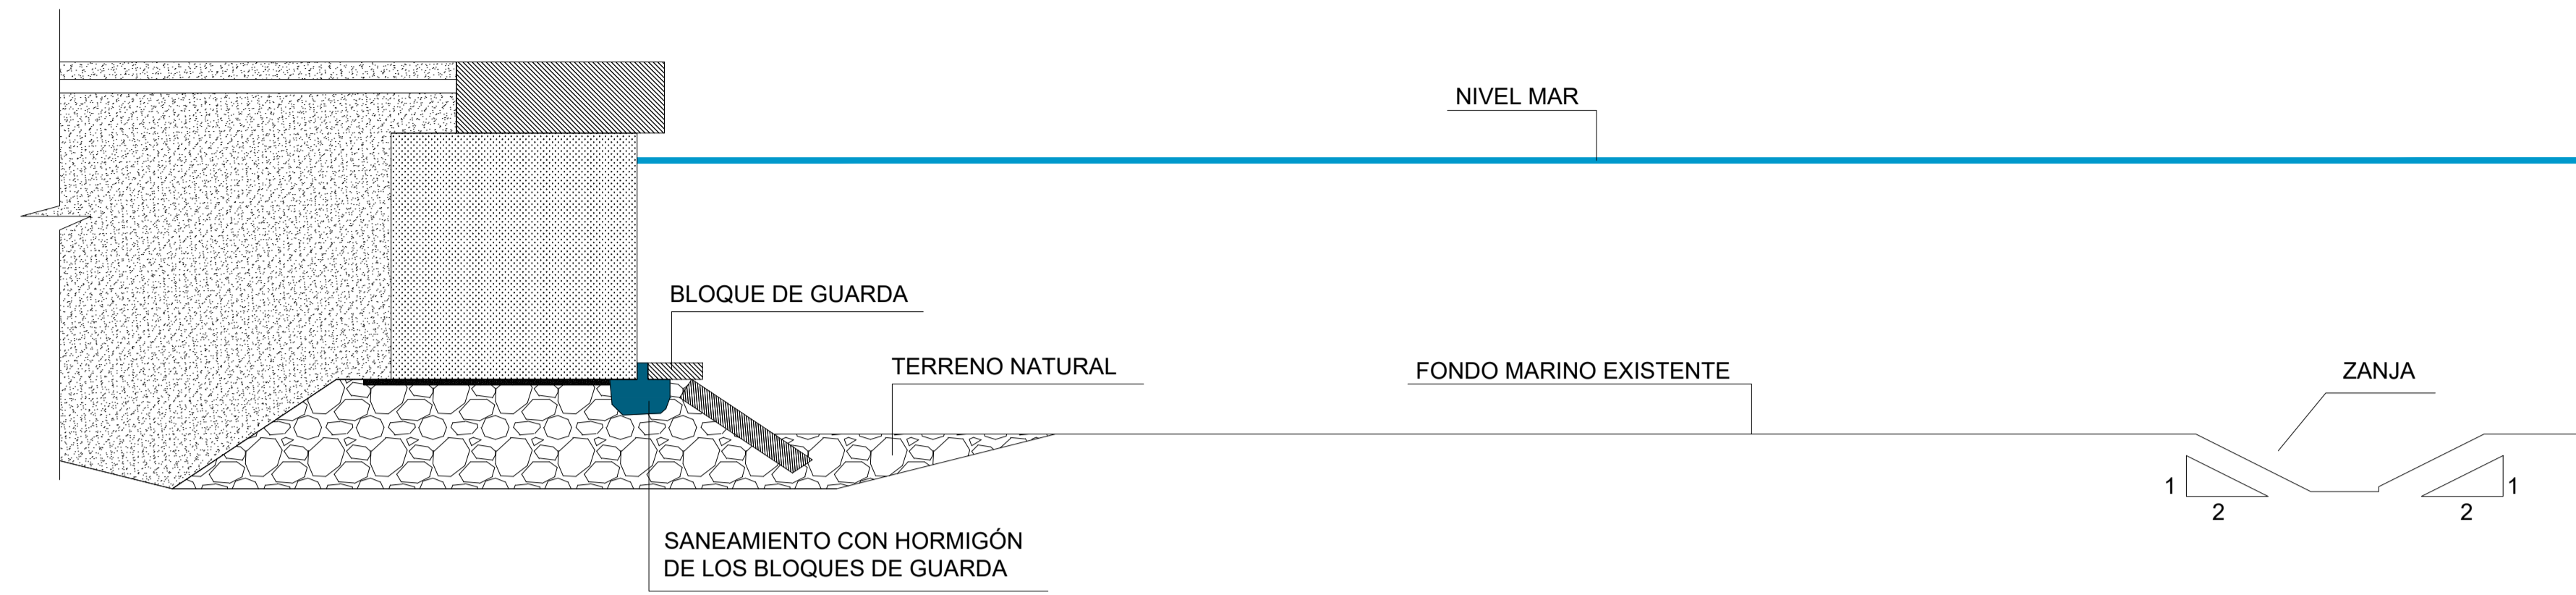 NIVEL MAR
BLOQUE DE GUARDA
TERRENO NATURAL
FONDO MARINO EXISTENTE
ZANJA
1
2
1
2
SANEAMIENTO CON HORMIGÓN
DE LOS BLOQUES DE GUARDA